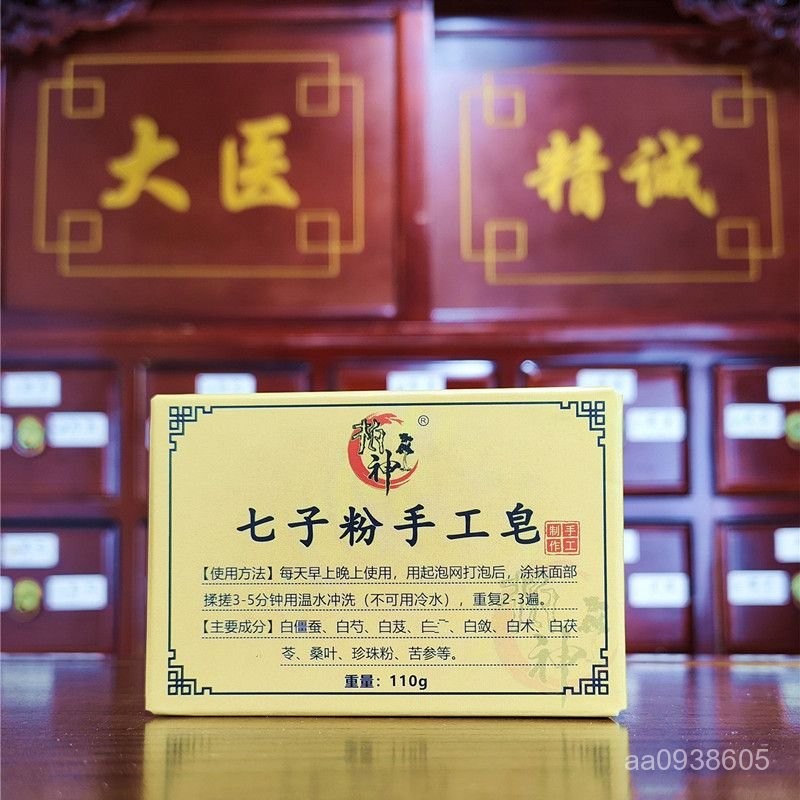 大医
精诚
神
®
七子粉手工皂
手工
制作
【使用方法】每天早上晚上使用，用起泡网打泡后，涂抹面部
揉搓3-5分钟用温水冲洗（不可用冷水），重复2-3遍。
【主要成分】白僵蚕、白芍、白芨、白 、白敛、白术、白茯
苓、桑叶、珍珠粉、苦参等。
重量：110g
aa0938605